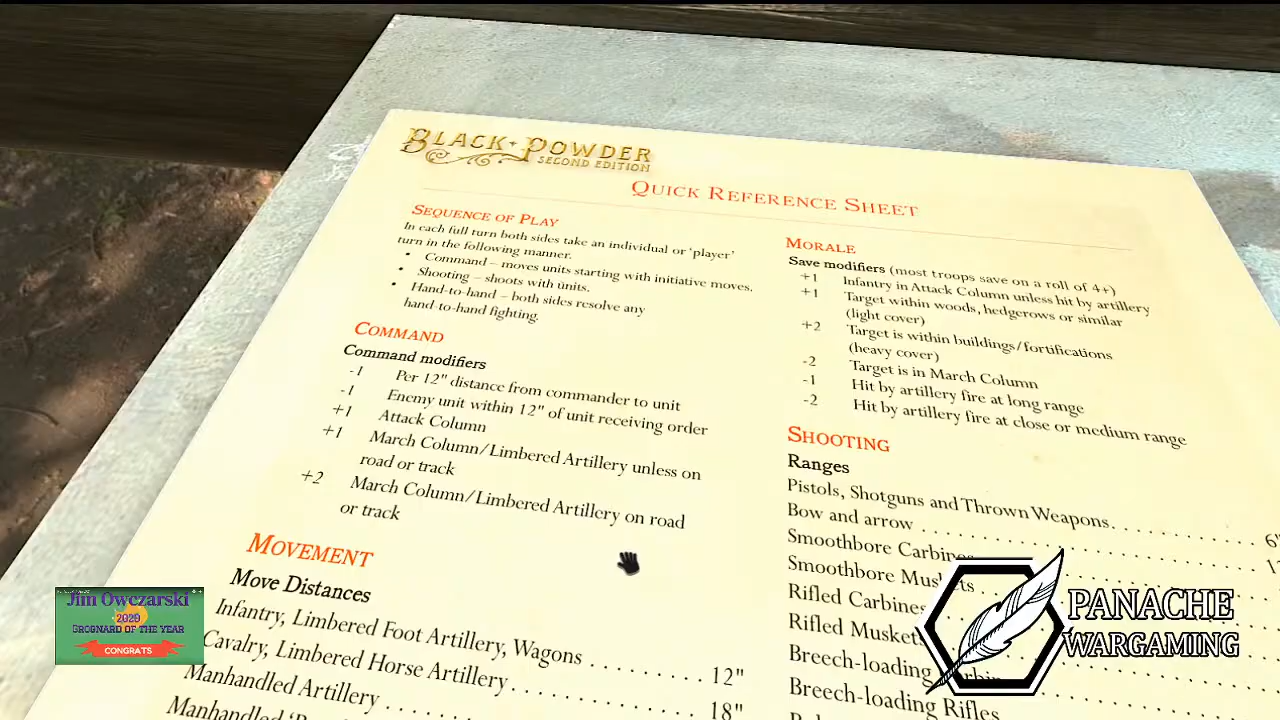 BLACK POWDER
SECOND EDITION
QUICK REFERENCE SHEET
SEQUENCE OF PLAY
In each full turn both sides take an individual or 'player'
turn in the following manner.
• Command – moves units starting with initiative moves.
• Shooting – shoots with units.
• Hand-to-hand – both sides resolve any
hand-to-hand fighting.
COMMAND
Command modifiers
-1 Per 12" distance from commander to unit
-1 Enemy unit within 12" of unit receiving order
+1 Attack Column
+1 March Column/Limbered Artillery unless on
road or track
+2 March Column/Limbered Artillery on road
or track
MOVEMENT
Move Distances
Infantry, Limbered Foot Artillery, Wagons . . . . . . . . 12"
Cavalry, Limbered Horse Artillery . . . . . . . . . . . . . 18"
Manhandled Artillery
Manhandled
MORALE
Save modifiers (most troops save on a roll of 4+)
+1 Infantry in Attack Column unless hit by artillery
+1 Target within woods, hedgerows or similar
(light cover)
+2 Target is within buildings/fortifications
(heavy cover)
-2 Target is in March Column
-1 Hit by artillery fire at long range
-2 Hit by artillery fire at close or medium range
SHOOTING
Ranges
Pistols, Shotguns and Thrown Weapons. . . . . . . . . . . 6"
Bow and arrow
Smoothbore Carbines
Smoothbore Muskets
Rifled Carbines
Rifled Muskets
Breech-loading Carbin
Breech-loading Rifles
Jim Owczarski
2020
GROGNARD OF THE YEAR
CONGRATS
PANACHE
WARGAMING